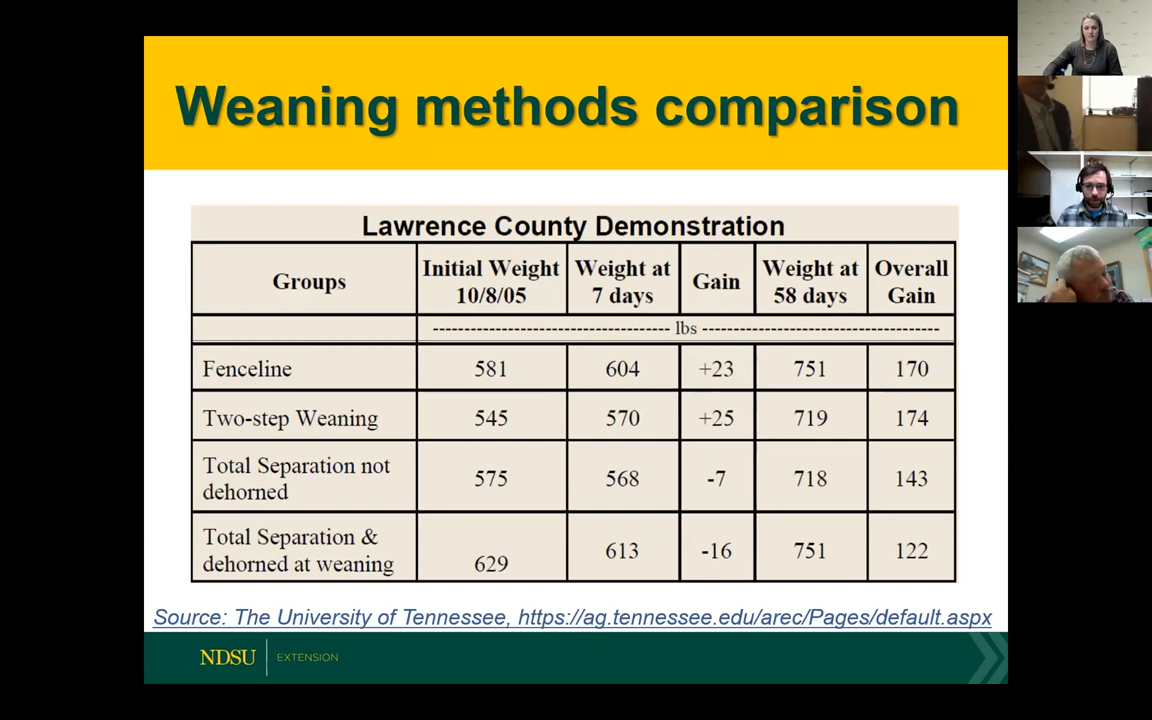 Weaning methods comparison
Lawrence County Demonstration
Groups Initial Weight 10/8/05 Weight at 7 days Gain Weight at 58 days Overall Gain
--------------------------------------- lbs ---------------------------------------
Fenceline 581 604 +23 751 170
Two-step Weaning 545 570 +25 719 174
Total Separation not dehorned 575 568 -7 718 143
Total Separation & dehorned at weaning 629 613 -16 751 122
Source: The University of Tennessee, https://ag.tennessee.edu/arec/Pages/default.aspx
NDSU EXTENSION